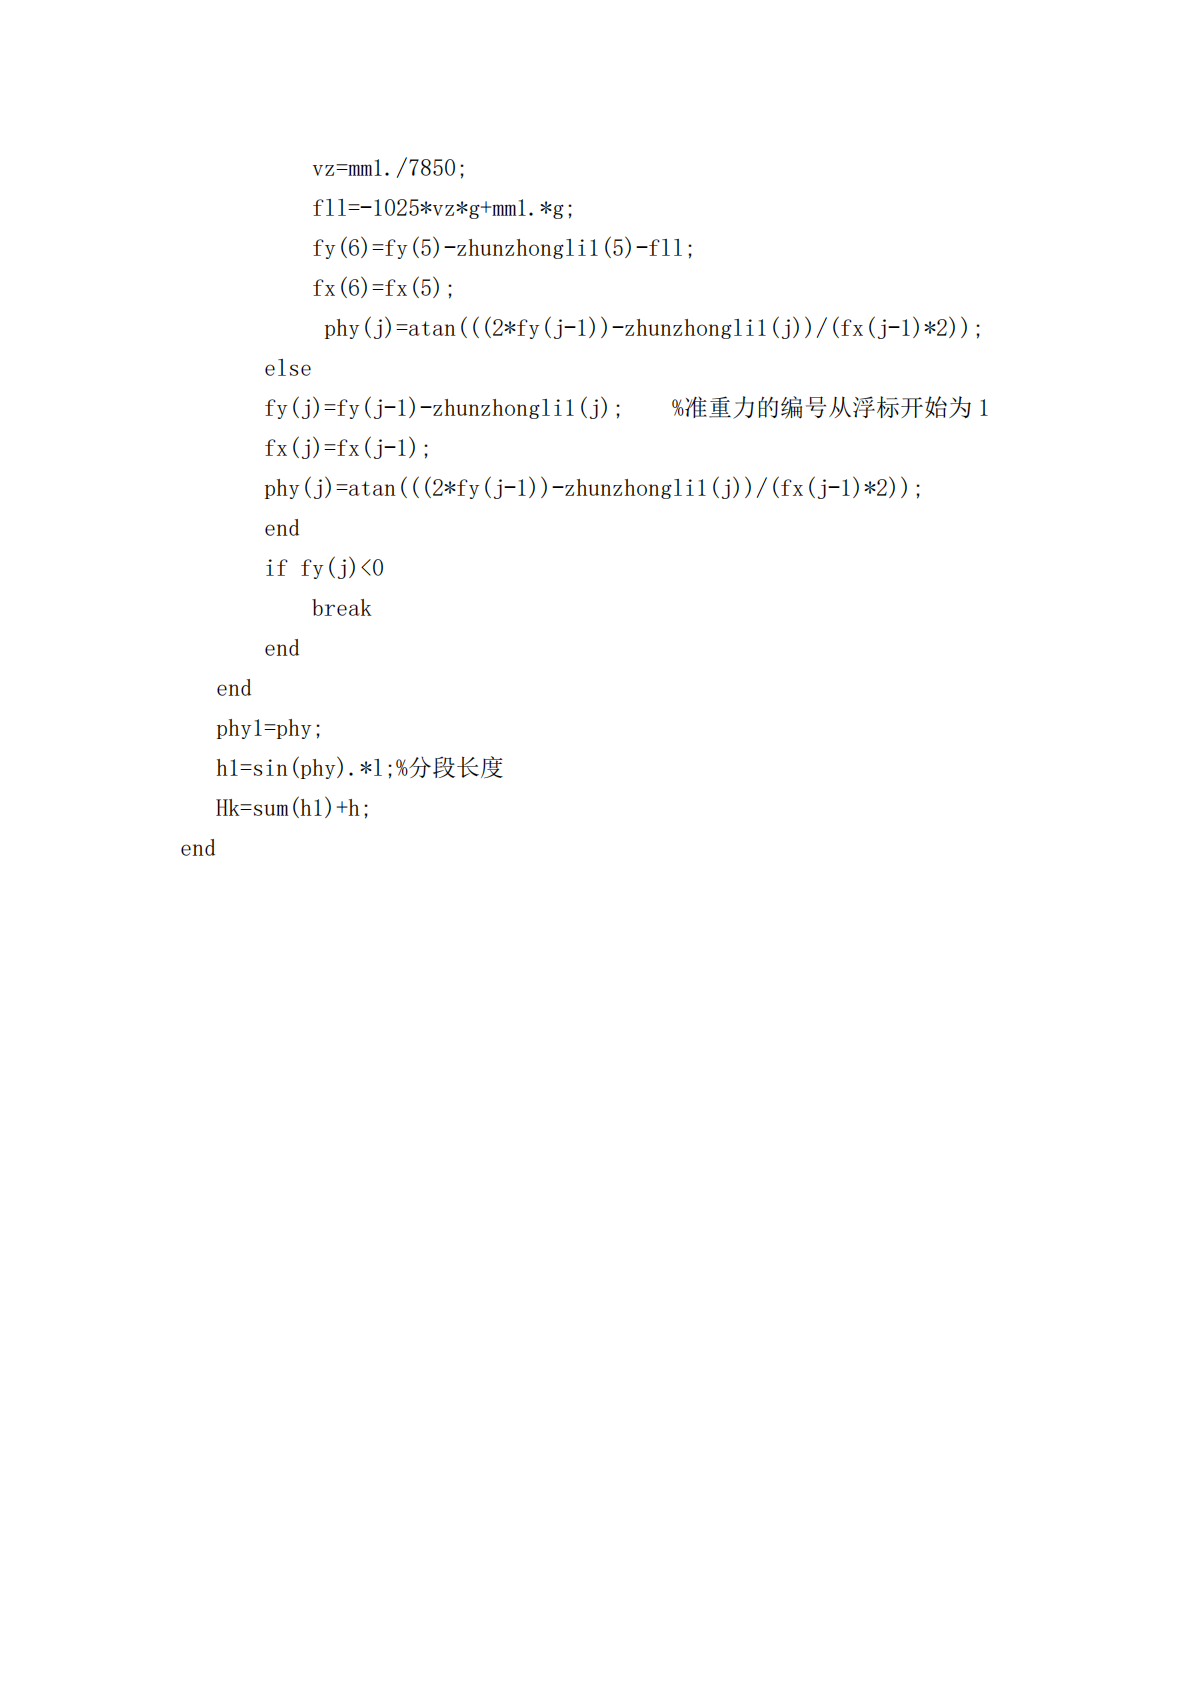 vz=mm1./7850;
fll=-1025*vz*g+mm1.*g;
fy(6)=fy(5)-zhunzhongli1(5)-fll;
fx(6)=fx(5);
phy(j)=atan(((2*fy(j-1))-zhunzhongli1(j))/(fx(j-1)*2));
else
fy(j)=fy(j-1)-zhunzhongli1(j);    %准重力的编号从浮标开始为 1
fx(j)=fx(j-1);
phy(j)=atan(((2*fy(j-1))-zhunzhongli1(j))/(fx(j-1)*2));
end
if fy(j)<0
break
end
end
phy1=phy;
h1=sin(phy).*l;%分段长度
Hk=sum(h1)+h;
end